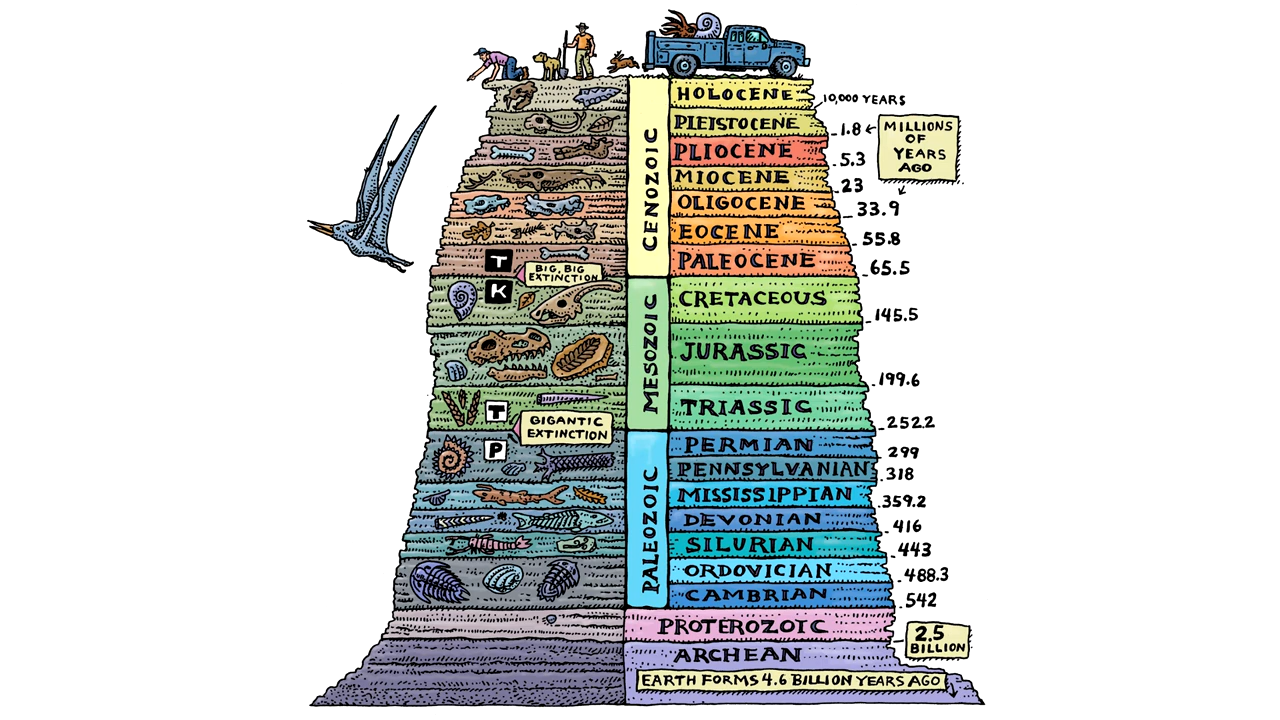 HOLOCENE
10,000 YEARS
PLEISTOCENE
1.8
MILLIONS
OF
YEARS
AGO
PLIOCENE
5.3
MIOCENE
23
OLIGOCENE
33.9
EOCENE
55.8
PALEOCENE
65.5
CENOZOIC
T
BIG, BIG
EXTINCTION
K
CRETACEOUS
145.5
JURASSIC
199.6
TRIASSIC
252.2
MESOZOIC
T
GIGANTIC
EXTINCTION
P
PERMIAN
299
PENNSYLVANIAN
318
MISSISSIPPIAN
359.2
DEVONIAN
416
SILURIAN
443
ORDOVICIAN
488.3
CAMBRIAN
542
PALEOZOIC
PROTEROZOIC
2.5
BILLION
ARCHEAN
EARTH FORMS 4.6 BILLION YEARS AGO